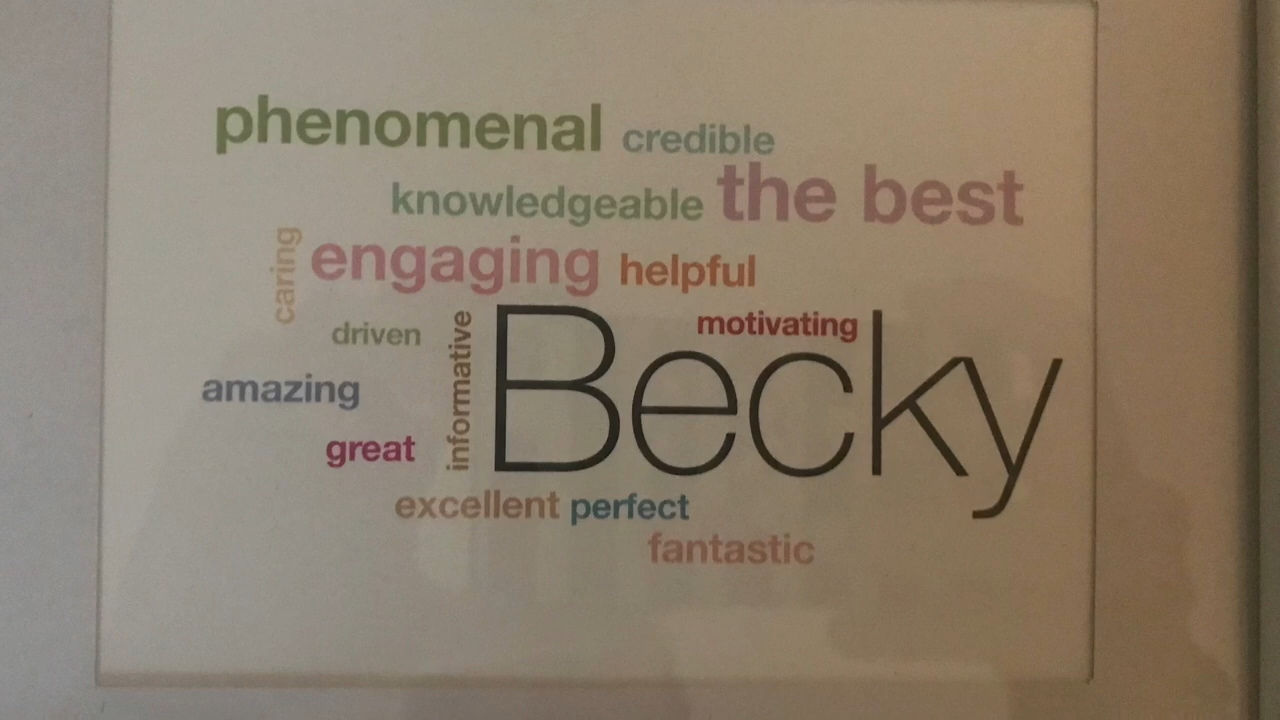 phenomenal credible
knowledgeable the best
caring engaging helpful
driven informative motivating
Becky
amazing
great
excellent perfect
fantastic